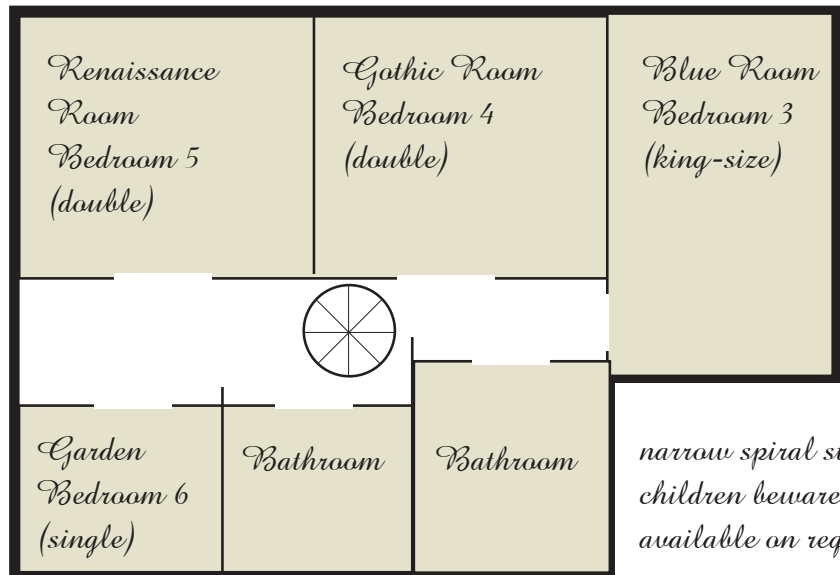 Renaissance
Room
Bedroom 5
(double)
Gothic Room
Bedroom 4
(double)
Blue Room
Bedroom 3
(king-size)
Garden
Bedroom 6
(single)
Bathroom
Bathroom
narrow spiral
children beware
available on